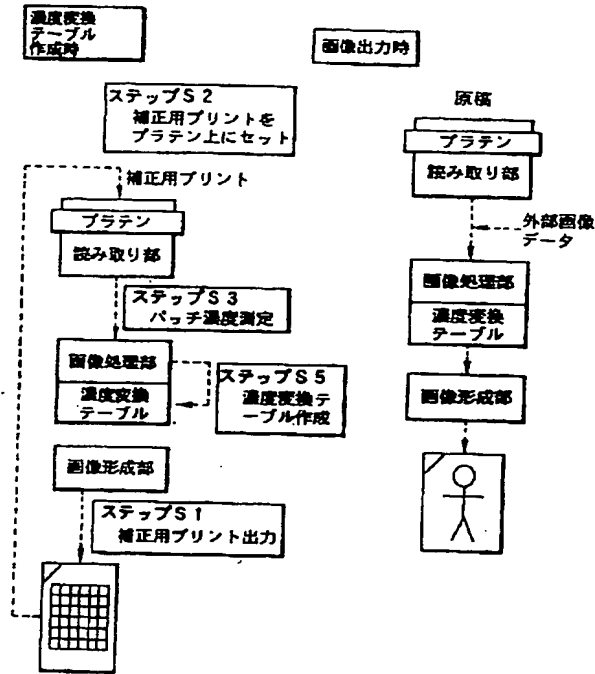 濃度変換
テーブル
作成時
ステップS2
補正用プリントを
プラテン上にセット
補正用プリント
プラテン
読み取り部
ステップS3
パッチ濃度測定
画像処理部
濃度変換
テーブル
ステップS5
濃度変換テ
ーブル作成
画像形成部
ステップS1
補正用プリント出力
画像出力時
原稿
プラテン
読み取り部
外部画像
データ
画像処理部
濃度変換
テーブル
画像形成部